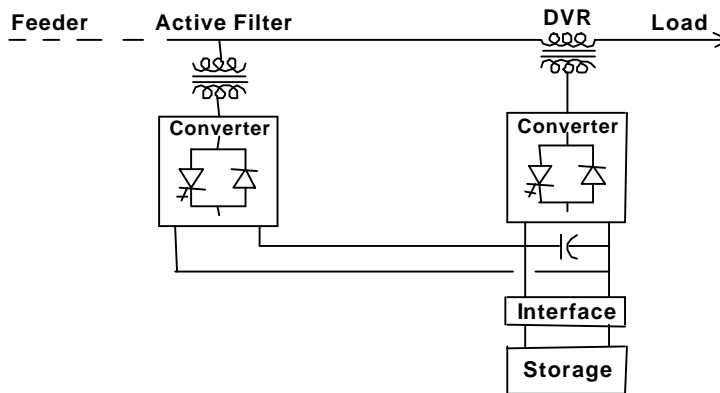 Feeder
Active Filter
DVR
Load
Converter
Converter
Interface
Storage